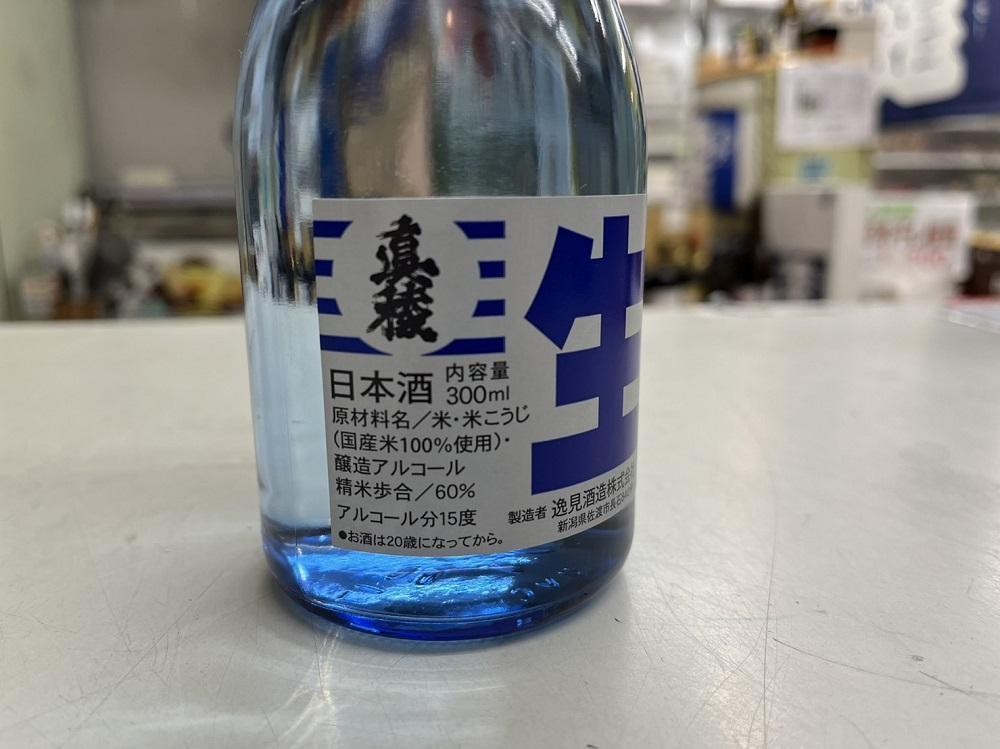 真稜
生
日本酒
内容量
300ml
原材料名／米・米こうじ
（国産米100％使用）・
醸造アルコール
精米歩合／60％
アルコール分15度
●お酒は20歳になってから。
製造者 逸見酒造株式会
新潟県佐渡市長石84